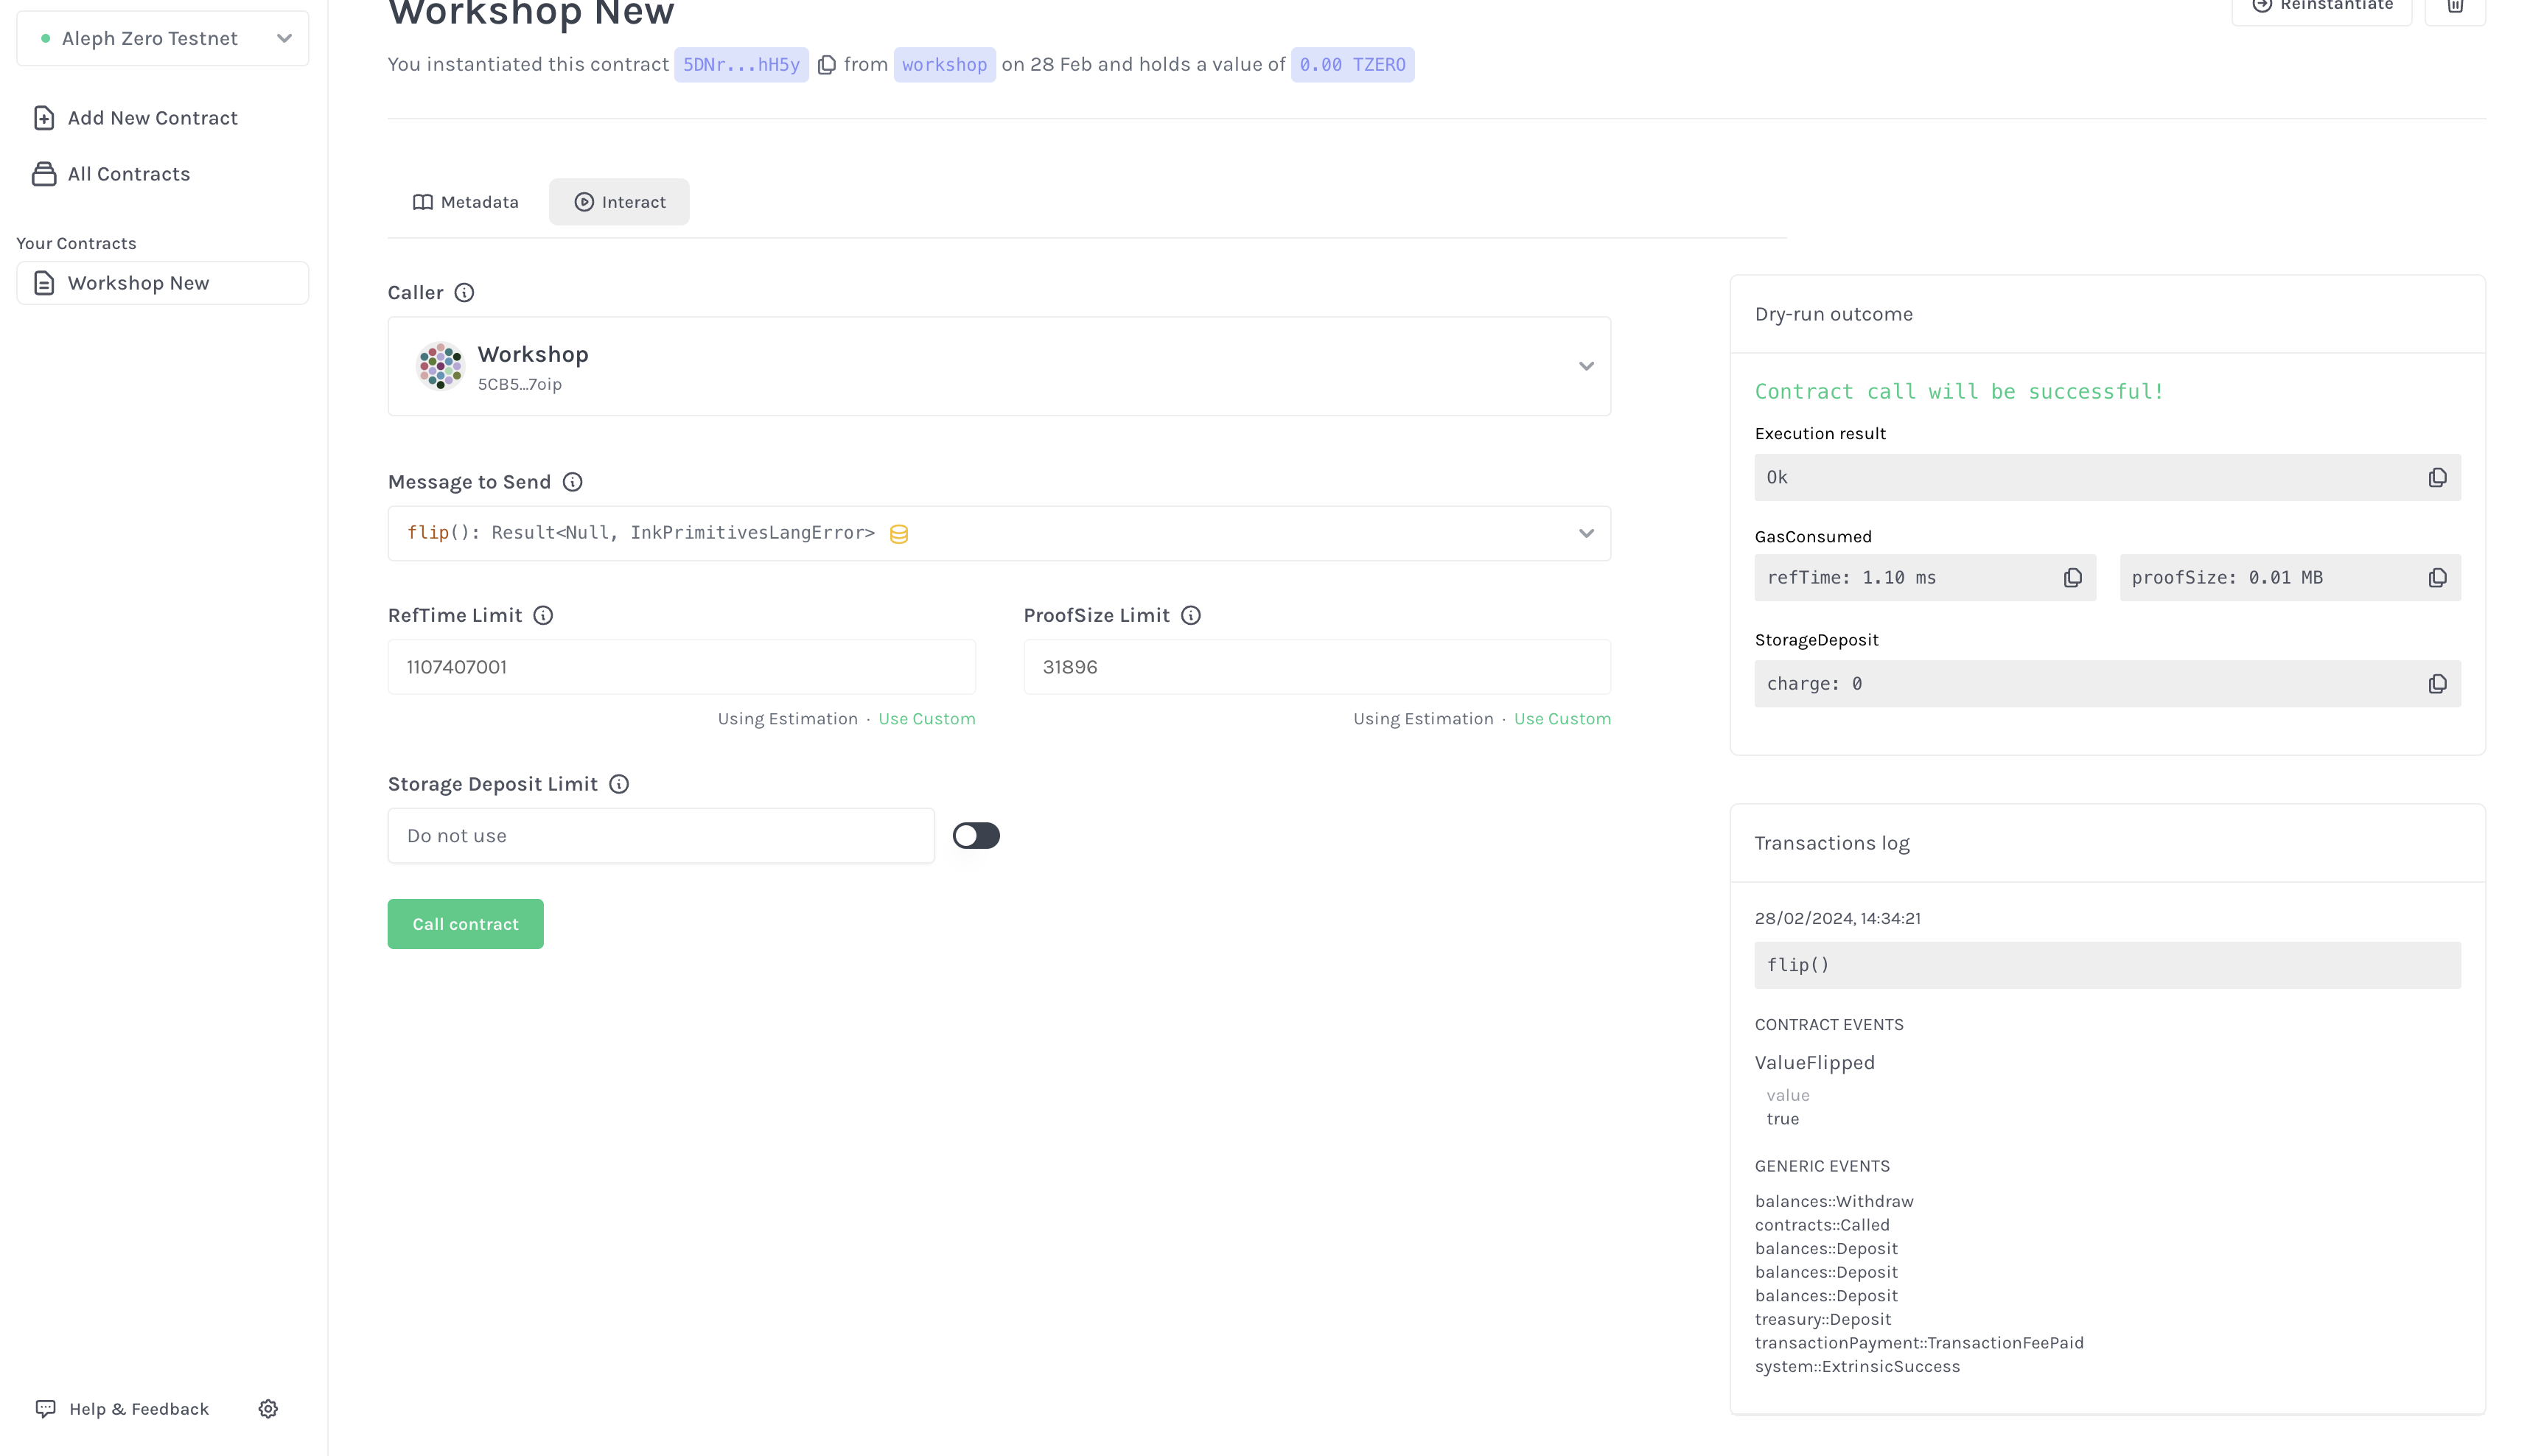 Aleph Zero Testnet
Add New Contract
All Contracts
Your Contracts
Workshop New
Help & Feedback
Workshop New
Reinstantiate
You instantiated this contract 5DNr...hH5y from workshop on 28 Feb and holds a value of 0.00 TZERO
Metadata
Interact
Caller
Workshop
5CB5...7oip
Message to Send
flip(): Result<Null, InkPrimitivesLangError>
RefTime Limit
1107407001
Using Estimation · Use Custom
ProofSize Limit
31896
Using Estimation · Use Custom
Storage Deposit Limit
Do not use
Call contract
Dry-run outcome
Contract call will be successful!
Execution result
Ok
GasConsumed
refTime: 1.10 ms
proofSize: 0.01 MB
StorageDeposit
charge: 0
Transactions log
28/02/2024, 14:34:21
flip()
CONTRACT EVENTS
ValueFlipped
value
true
GENERIC EVENTS
balances::Withdraw
contracts::Called
balances::Deposit
balances::Deposit
balances::Deposit
treasury::Deposit
transactionPayment::TransactionFeePaid
system::ExtrinsicSuccess